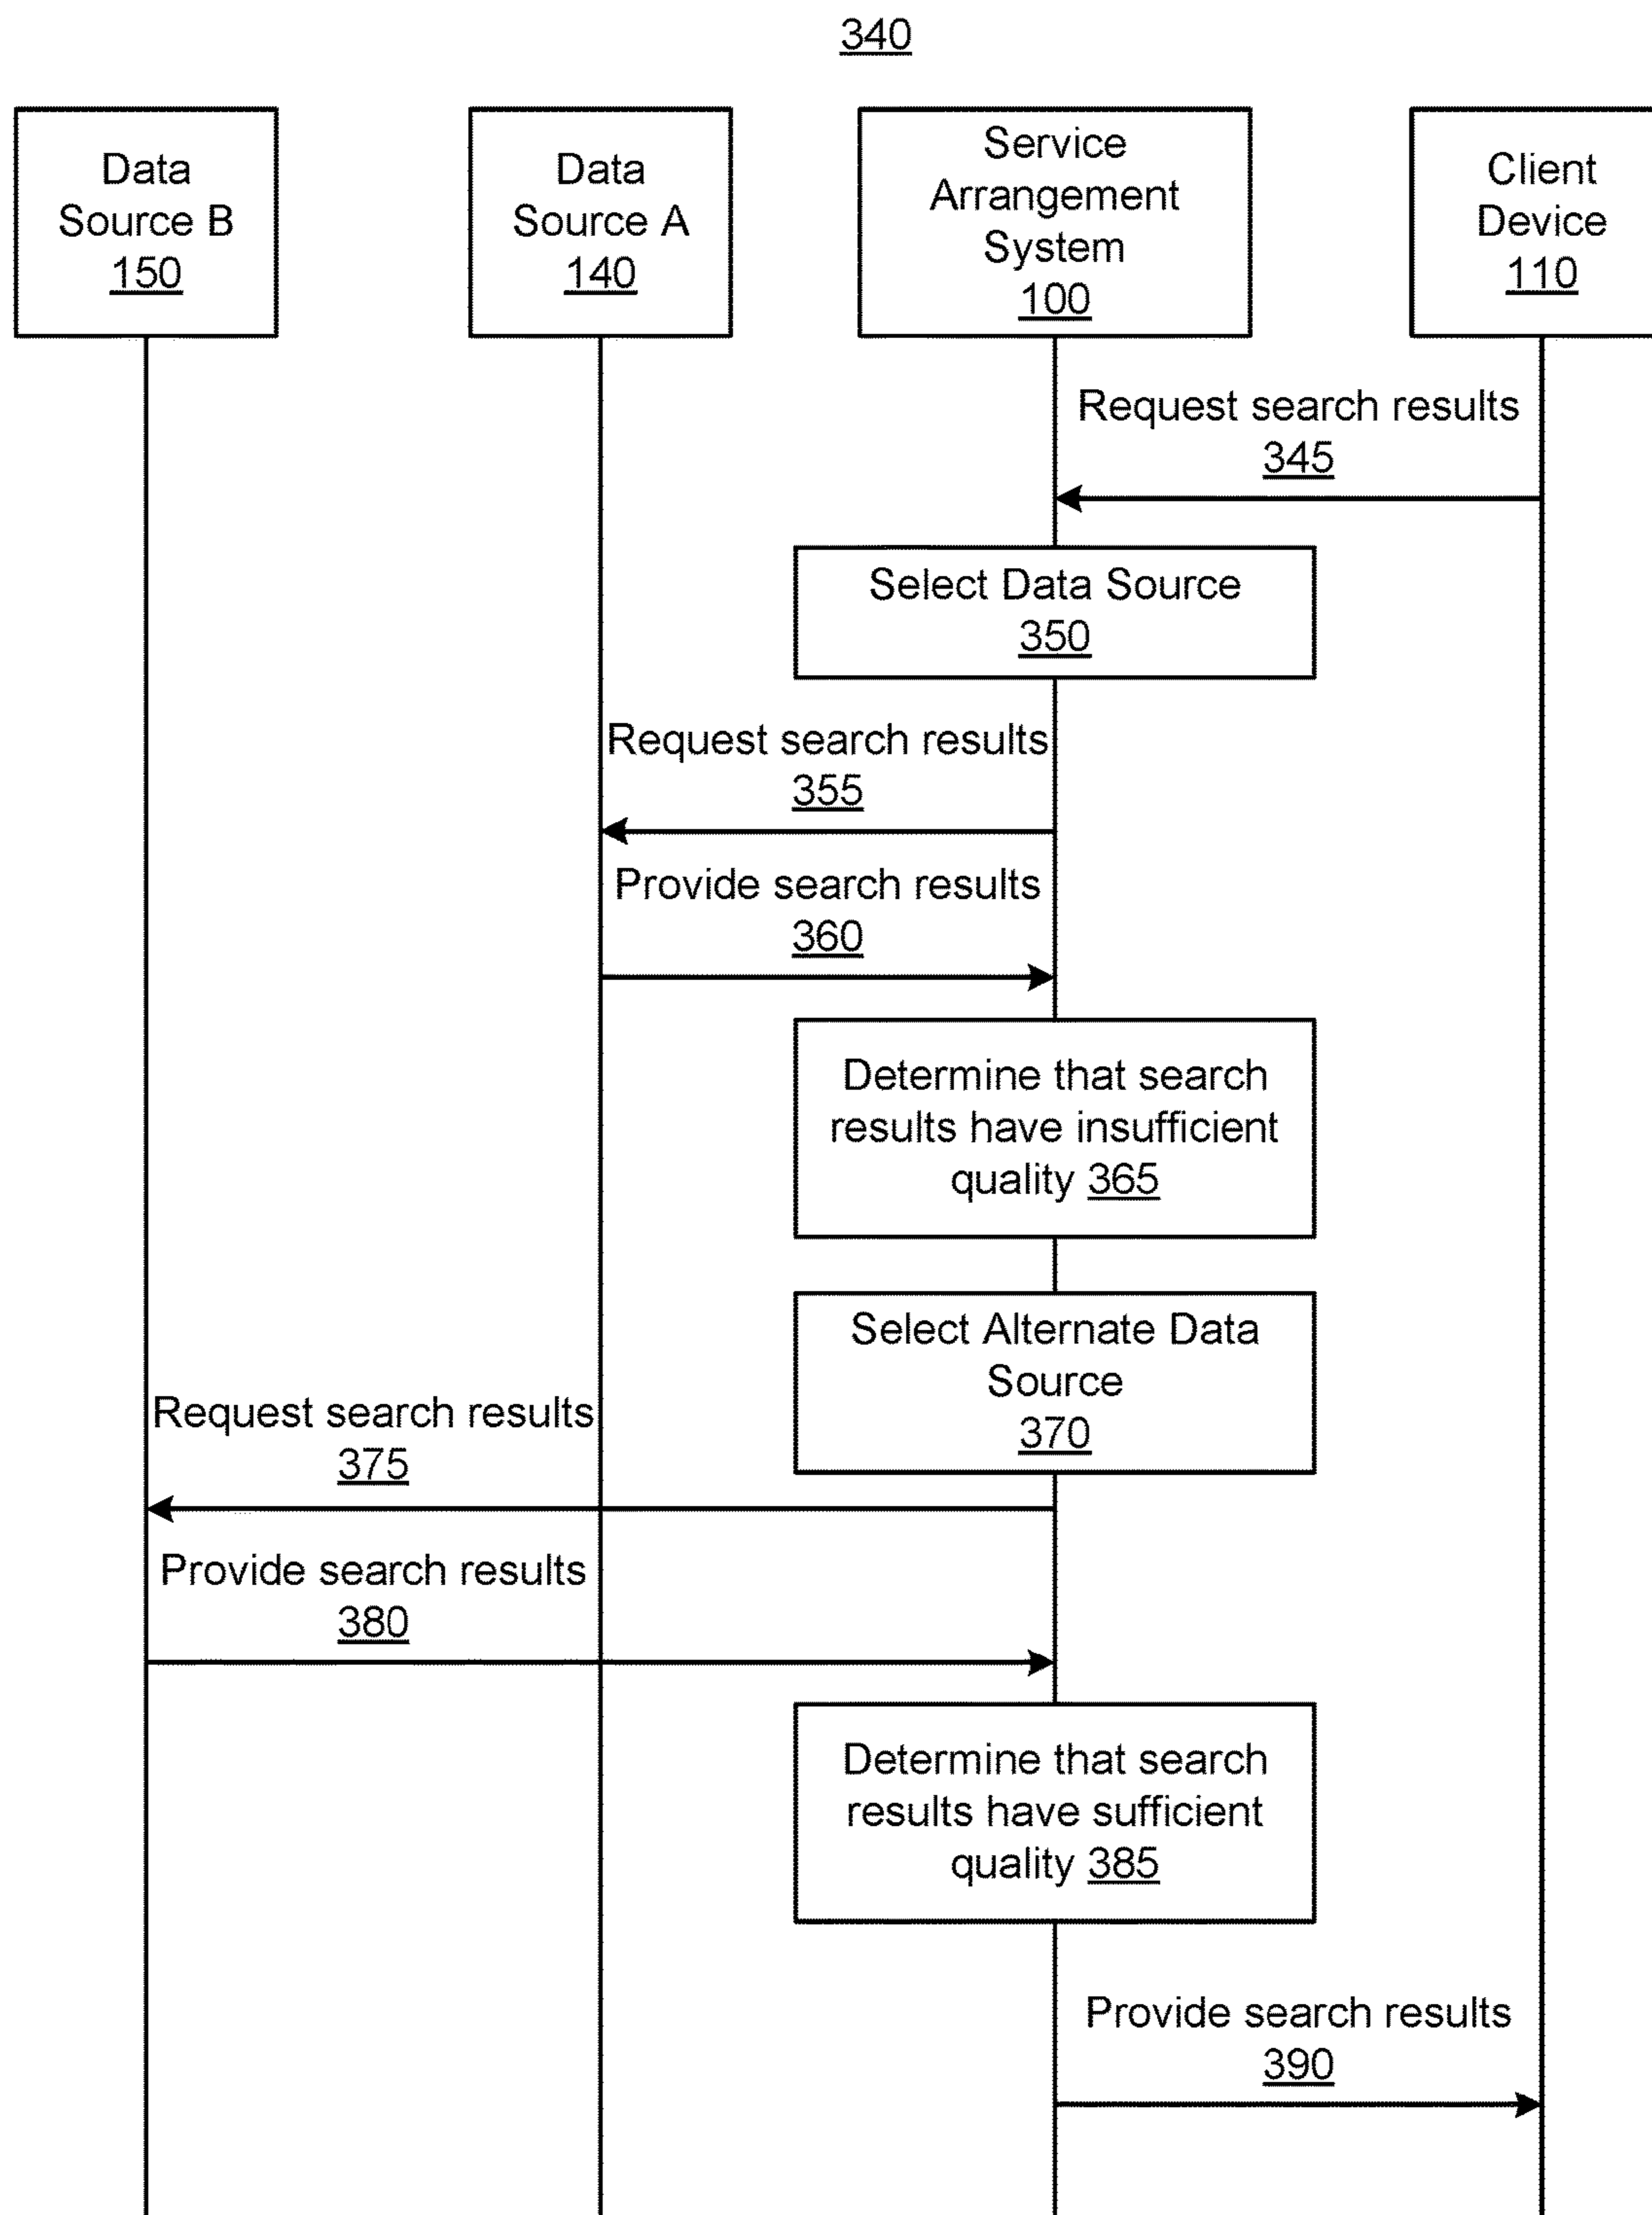 340
Data
Source B
150
Data
Source A
140
Service
Arrangement
System
100
Client
Device
110
Request search results
345
Select Data Source
350
Request search results
355
Provide search results
360
Determine that search
results have insufficient
quality 365
Select Alternate Data
Source
370
Request search results
375
Provide search results
380
Determine that search
results have sufficient
quality 385
Provide search results
390